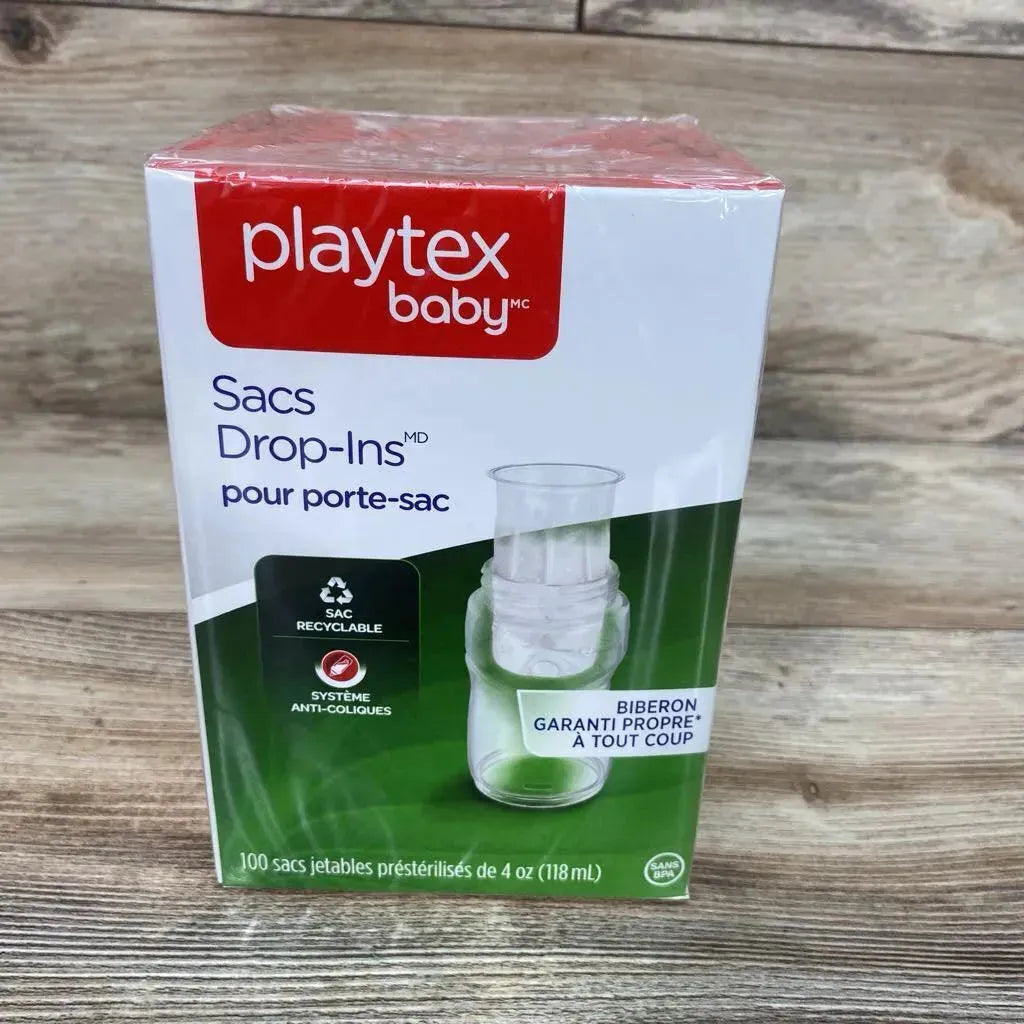 playtex
baby MC
Sacs
Drop-Ins MD
pour porte-sac
SAC
RECYCLABLE
SYSTÈME
ANTI-COLIQUES
BIBERON
GARANTI PROPRE*
À TOUT COUP
100 sacs jetables préstérilisés de 4 oz (118 mL)
SANS
BPA